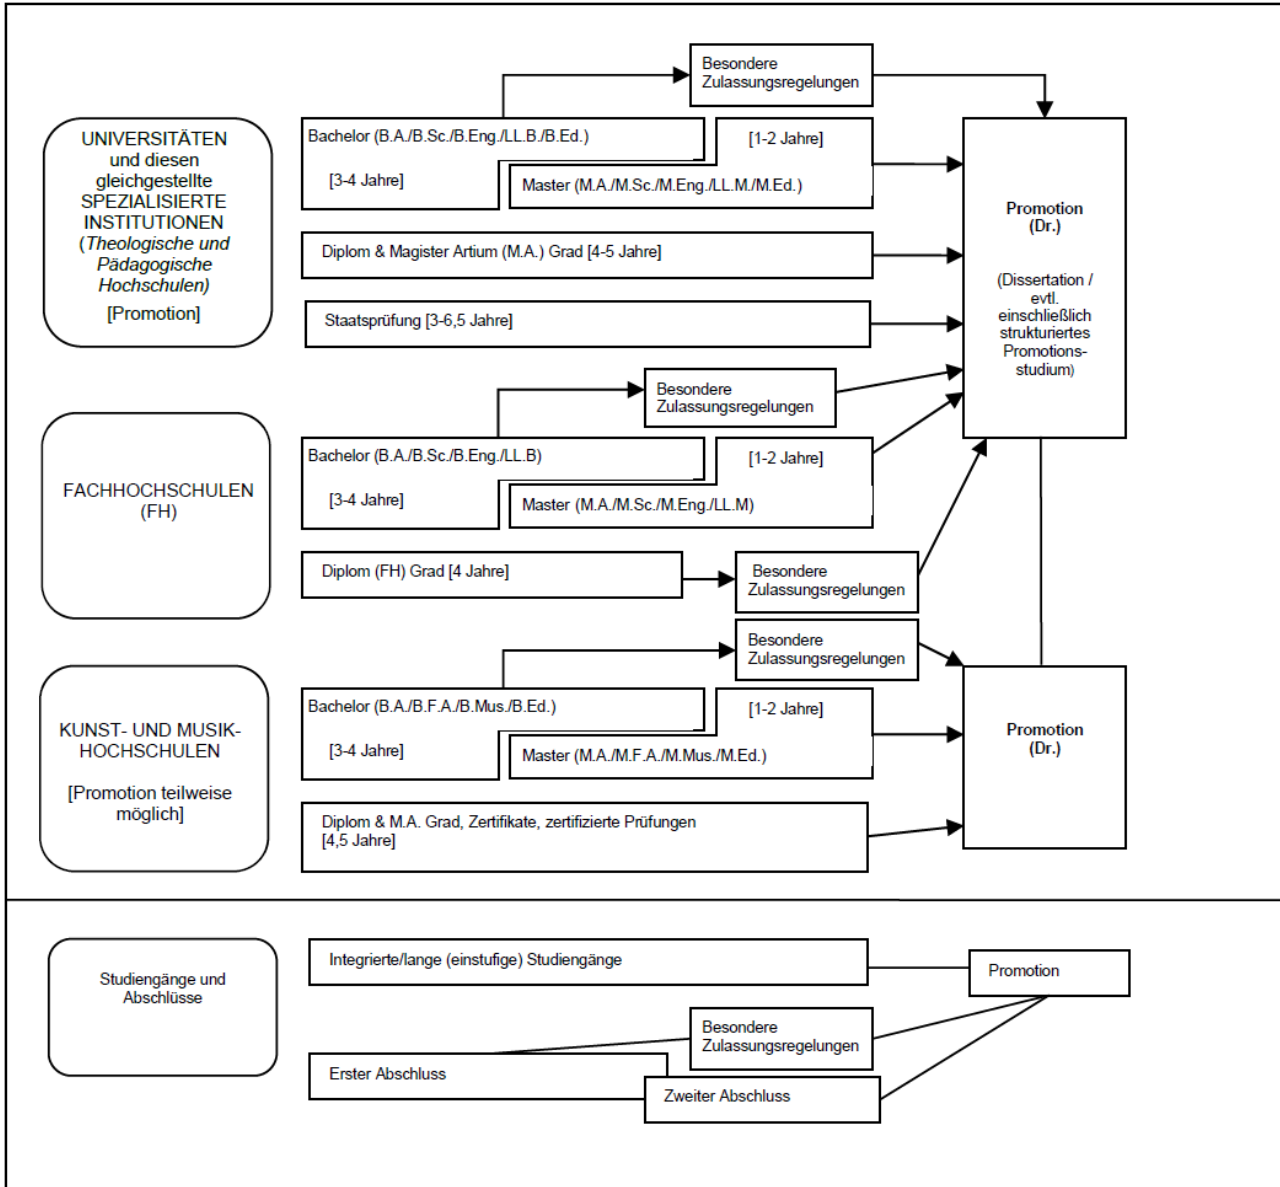 Besondere
Zulassungsregelungen
UNIVERSITÄTEN
und diesen
gleichgestellte
SPEZIALISIERTE
INSTITUTIONEN
(Theologische und
Pädagogische
Hochschulen)
[Promotion]
Bachelor (B.A./B.Sc./B.Eng./LL.B./B.Ed.)
[3-4 Jahre]
[1-2 Jahre]
Master (M.A./M.Sc./M.Eng./LL.M./M.Ed.)
Diplom & Magister Artium (M.A.) Grad [4-5 Jahre]
Staatsprüfung [3-6,5 Jahre]
Promotion
(Dr.)
(Dissertation /
evtl.
einschließlich
strukturiertes
Promotions-
studium)
Besondere
Zulassungsregelungen
FACHHOCHSCHULEN
(FH)
Bachelor (B.A./B.Sc./B.Eng./LL.B)
[3-4 Jahre]
[1-2 Jahre]
Master (M.A./M.Sc./M.Eng./LL.M)
Diplom (FH) Grad [4 Jahre]
Besondere
Zulassungsregelungen
Besondere
Zulassungsregelungen
KUNST- UND MUSIK-
HOCHSCHULEN
[Promotion teilweise
möglich]
Bachelor (B.A./B.F.A./B.Mus./B.Ed.)
[3-4 Jahre]
[1-2 Jahre]
Master (M.A./M.F.A./M.Mus./M.Ed.)
Diplom & M.A. Grad, Zertifikate, zertifizierte Prüfungen
[4,5 Jahre]
Promotion
(Dr.)
Studiengänge und
Abschlüsse
Integrierte/lange (einstufige) Studiengänge
Promotion
Besondere
Zulassungsregelungen
Erster Abschluss
Zweiter Abschluss